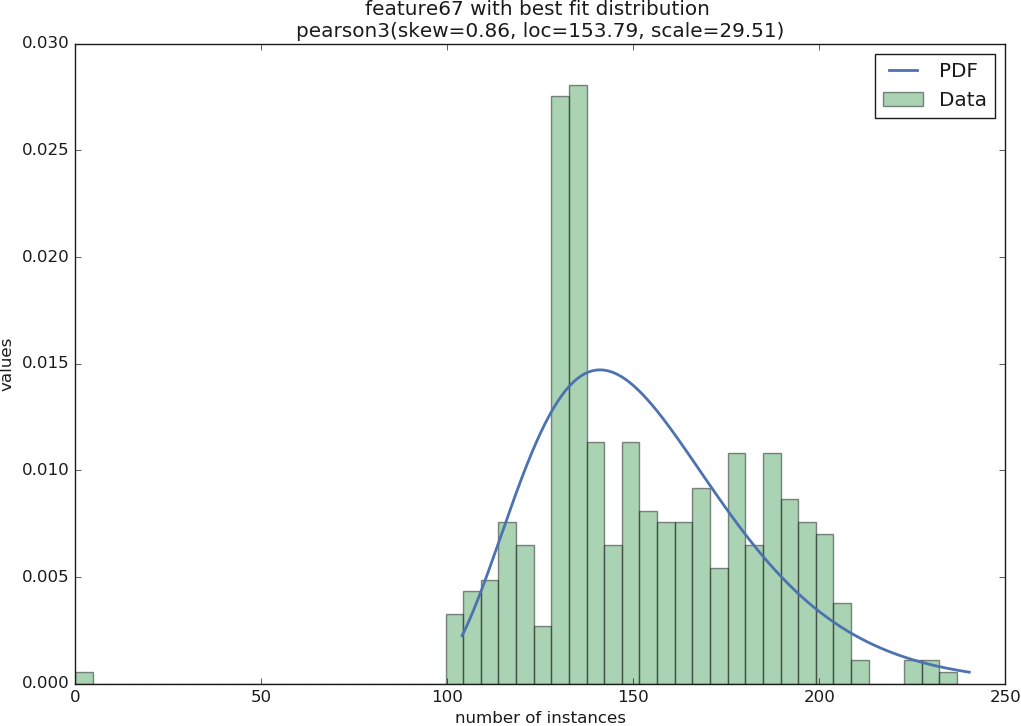 feature67 with best fit distribution
pearson3(skew=0.86, loc=153.79, scale=29.51)
0.030
0.025
0.020
0.015
0.010
0.005
0.000
values
PDF
Data
0 50 100 150 200 250
number of instances